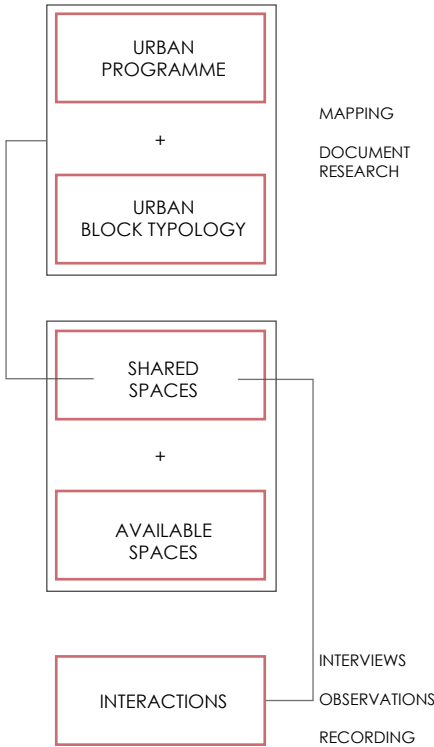 URBAN
PROGRAMME
+
URBAN
BLOCK TYPOLOGY
MAPPING
DOCUMENT
RESEARCH
SHARED
SPACES
+
AVAILABLE
SPACES
INTERACTIONS
INTERVIEWS
OBSERVATIONS
RECORDING